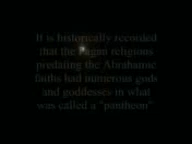 It is historically recorded
that the Pagan religions
predating the Abrahamic
faiths had numerous gods
and goddesses in what
was called a "pantheon"